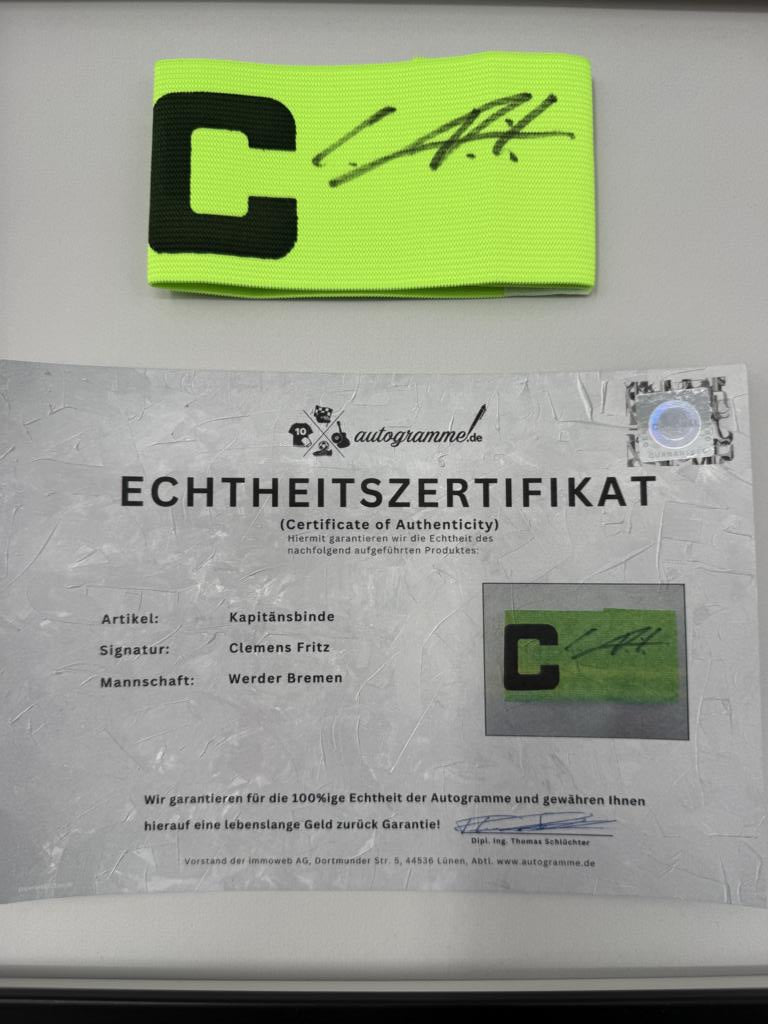 C
10
autogramme.de
ECHTHEITSZERTIFIKAT
(Certificate of Authenticity)
Hiermit garantieren wir die Echtheit des
nachfolgend aufgeführten Produktes:
Artikel: Kapitänsbinde
Signatur: Clemens Fritz
Mannschaft: Werder Bremen
C
Wir garantieren für die 100%ige Echtheit der Autogramme und gewähren Ihnen
hierauf eine lebenslange Geld zurück Garantie!
Dipl. Ing. Thomas Schlüchter
Vorstand der immoweb AG, Dortmunder Str. 5, 44536 Lünen, Abtl. www.autogramme.de